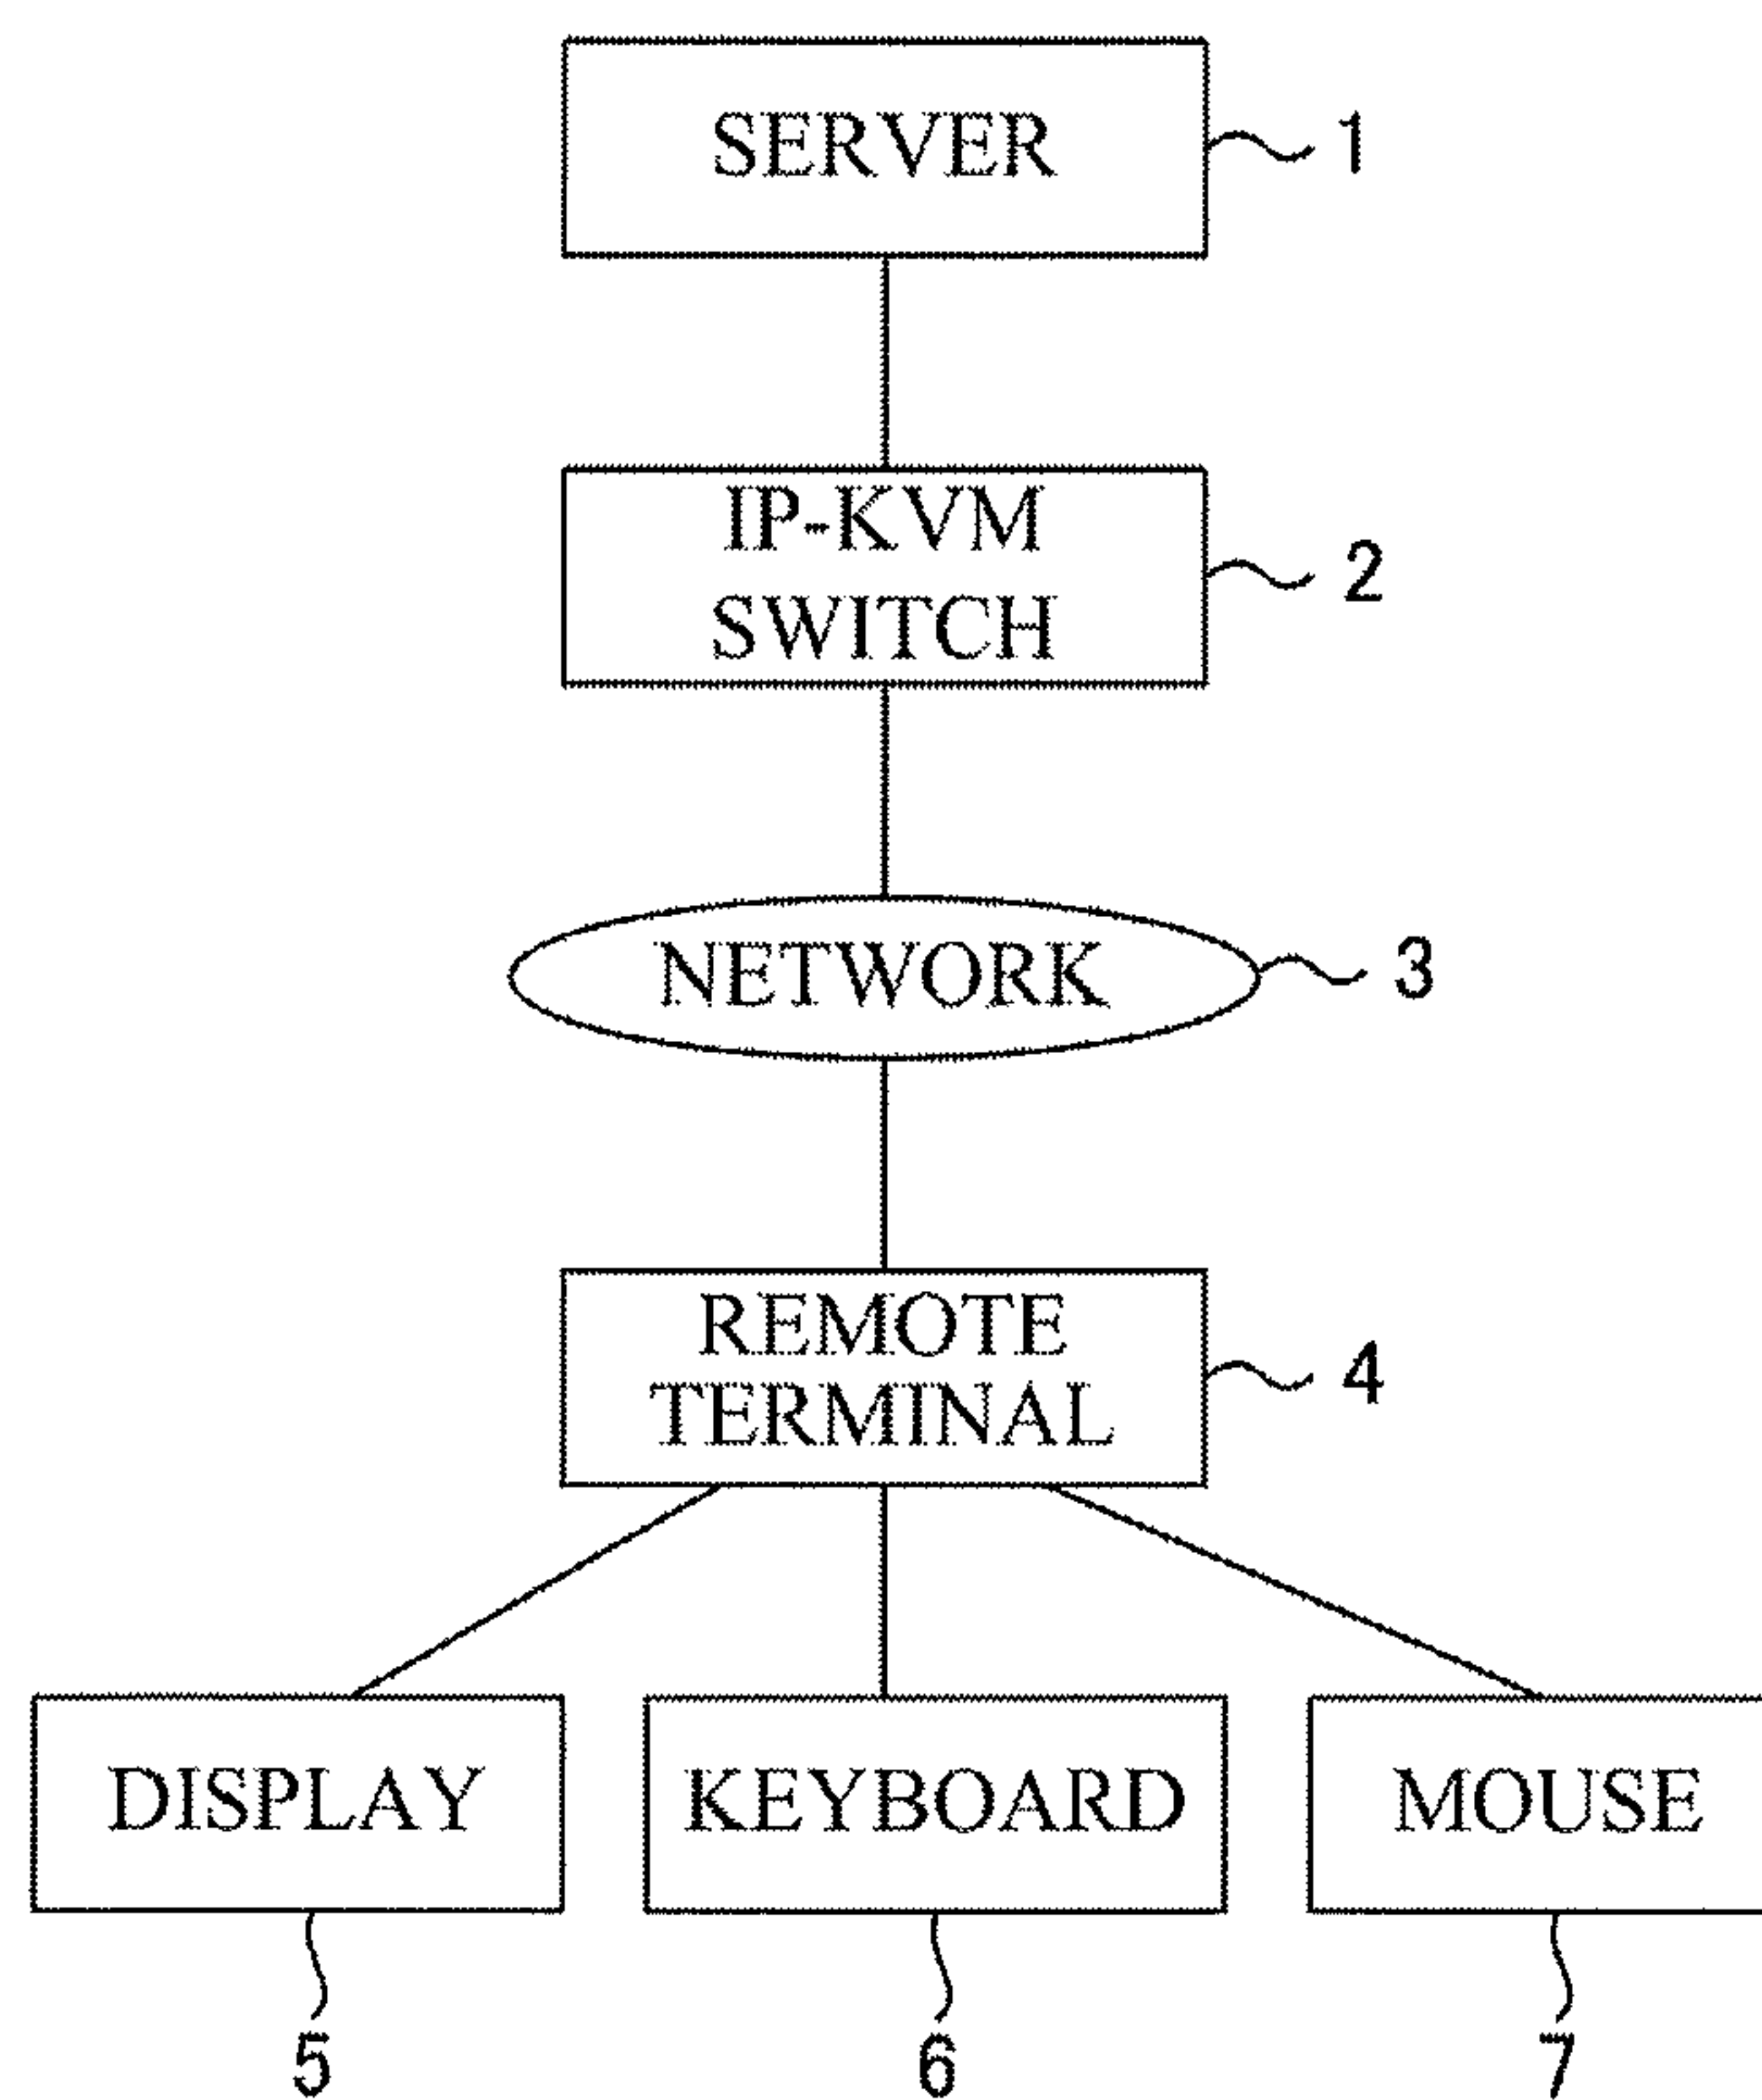 SERVER
1
IP-KVM
SWITCH
2
NETWORK
3
REMOTE
TERMINAL
4
DISPLAY
KEYBOARD
MOUSE
5
6
7